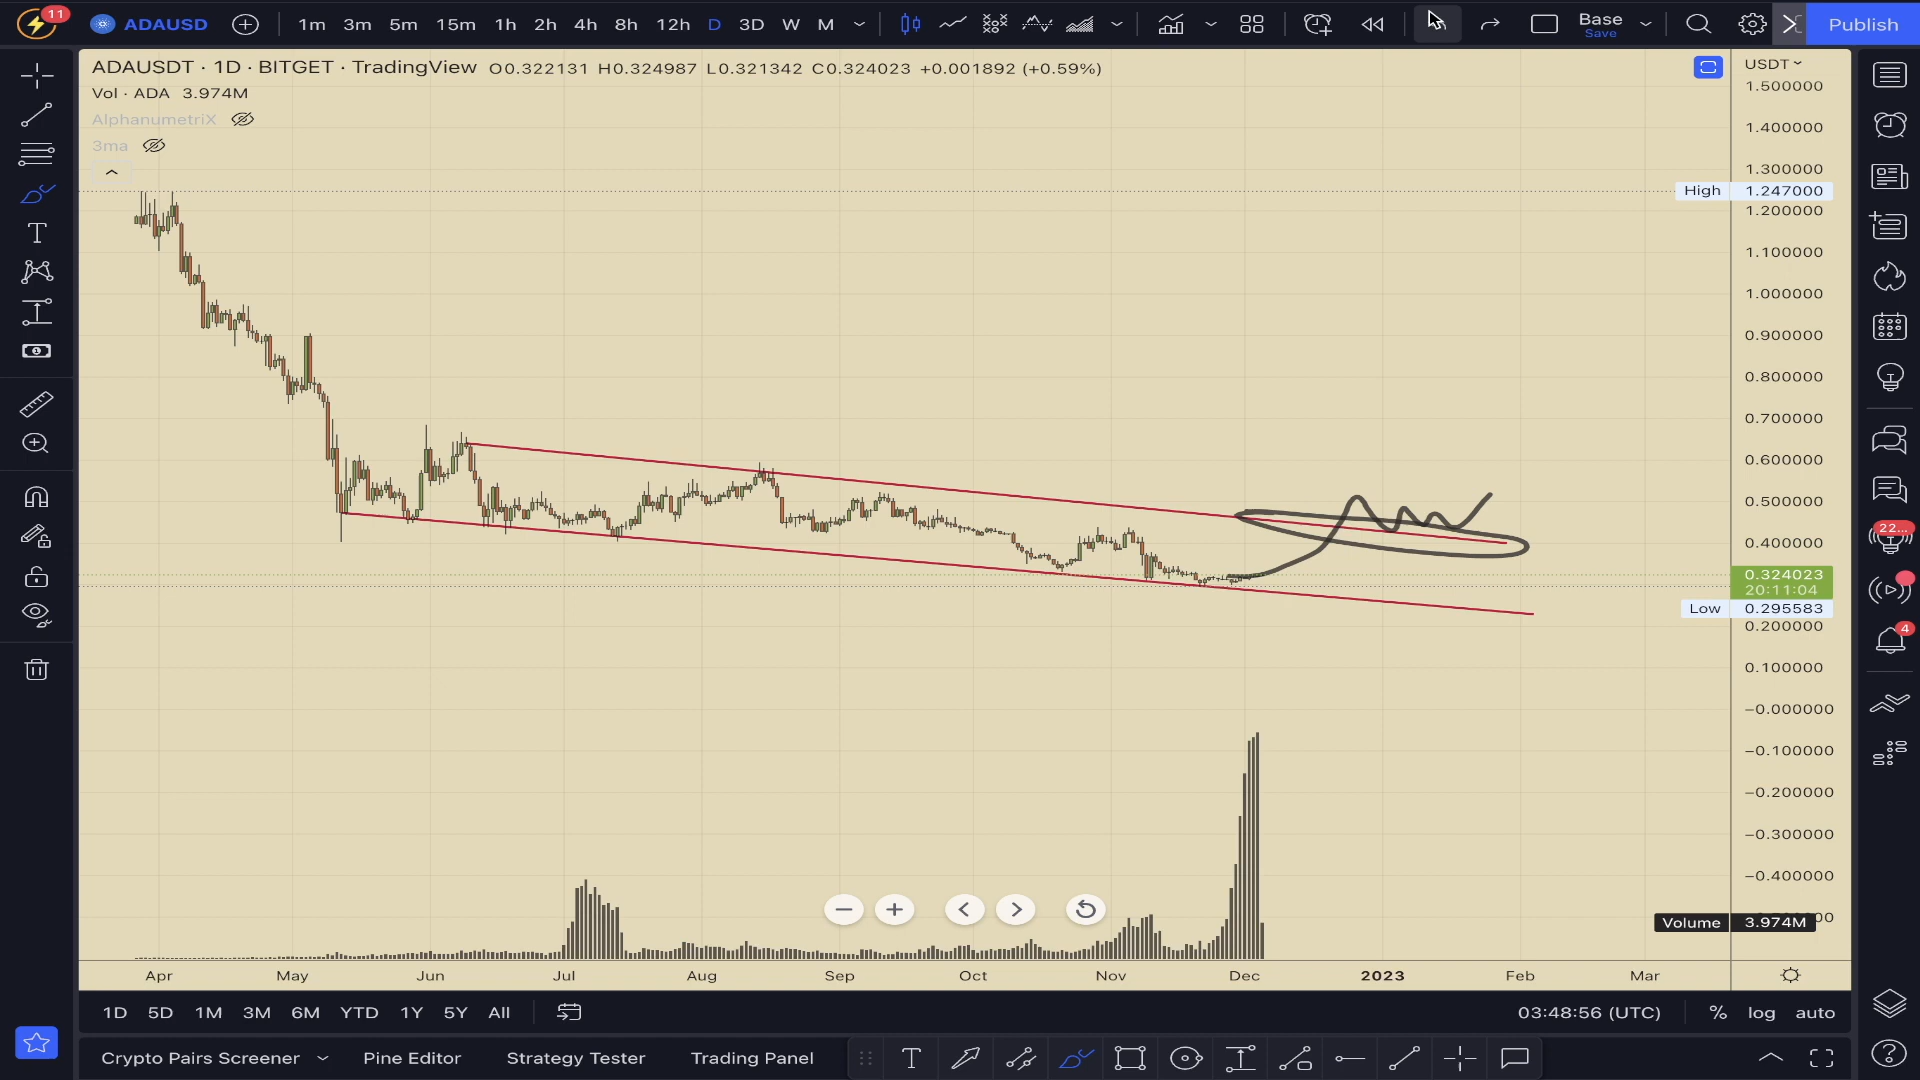 11 ADAUSD 1m 3m 5m 15m 1h 2h 4h 8h 12h D 3D W M Base Save Publish
ADAUSDT · 1D · BITGET · TradingView O0.322131 H0.324987 L0.321342 C0.324023 +0.001892 (+0.59%) USDT
Vol · ADA 3.974M
AlphanumetriX
3ma
1.500000
1.400000
1.300000
High 1.247000
1.200000
1.100000
1.000000
0.900000
0.800000
0.700000
0.600000
0.500000
0.400000
0.324023
20:11:04
Low 0.295583
0.200000
0.100000
−0.000000
−0.100000
−0.200000
−0.300000
−0.400000
Volume 3.974M
22...
4
Apr May Jun Jul Aug Sep Oct Nov Dec 2023 Feb Mar
1D 5D 1M 3M 6M YTD 1Y 5Y All 03:48:56 (UTC) % log auto
Crypto Pairs Screener Pine Editor Strategy Tester Trading Panel